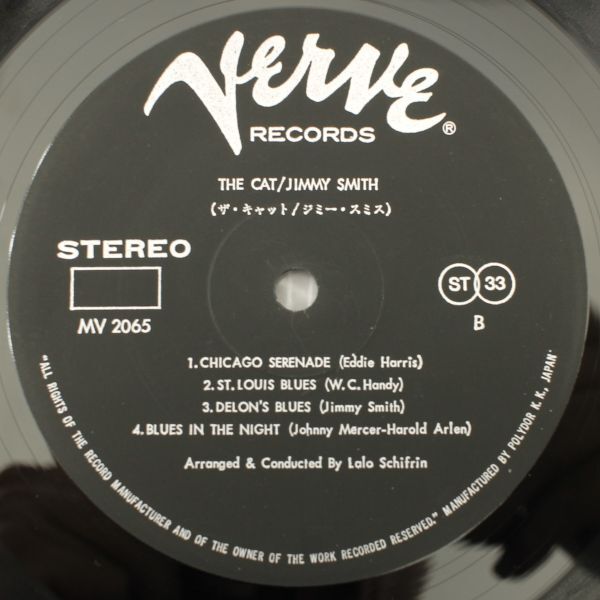 Verve
RECORDS ®
THE CAT/JIMMY SMITH
(ザ・キャット/ジミー・スミス)
STEREO
MV 2065
ST 33
B
1. CHICAGO SERENADE (Eddie Harris)
2. ST. LOUIS BLUES (W. C. Handy)
3. DELON'S BLUES (Jimmy Smith)
4. BLUES IN THE NIGHT (Johnny Mercer-Harold Arlen)
Arranged & Conducted By Lalo Schifrin
"ALL RIGHTS OF THE RECORD MANUFACTURER AND OF THE OWNER OF THE WORK RECORDED RESERVED." MANUFACTURED BY POLYDOR K. K., JAPAN